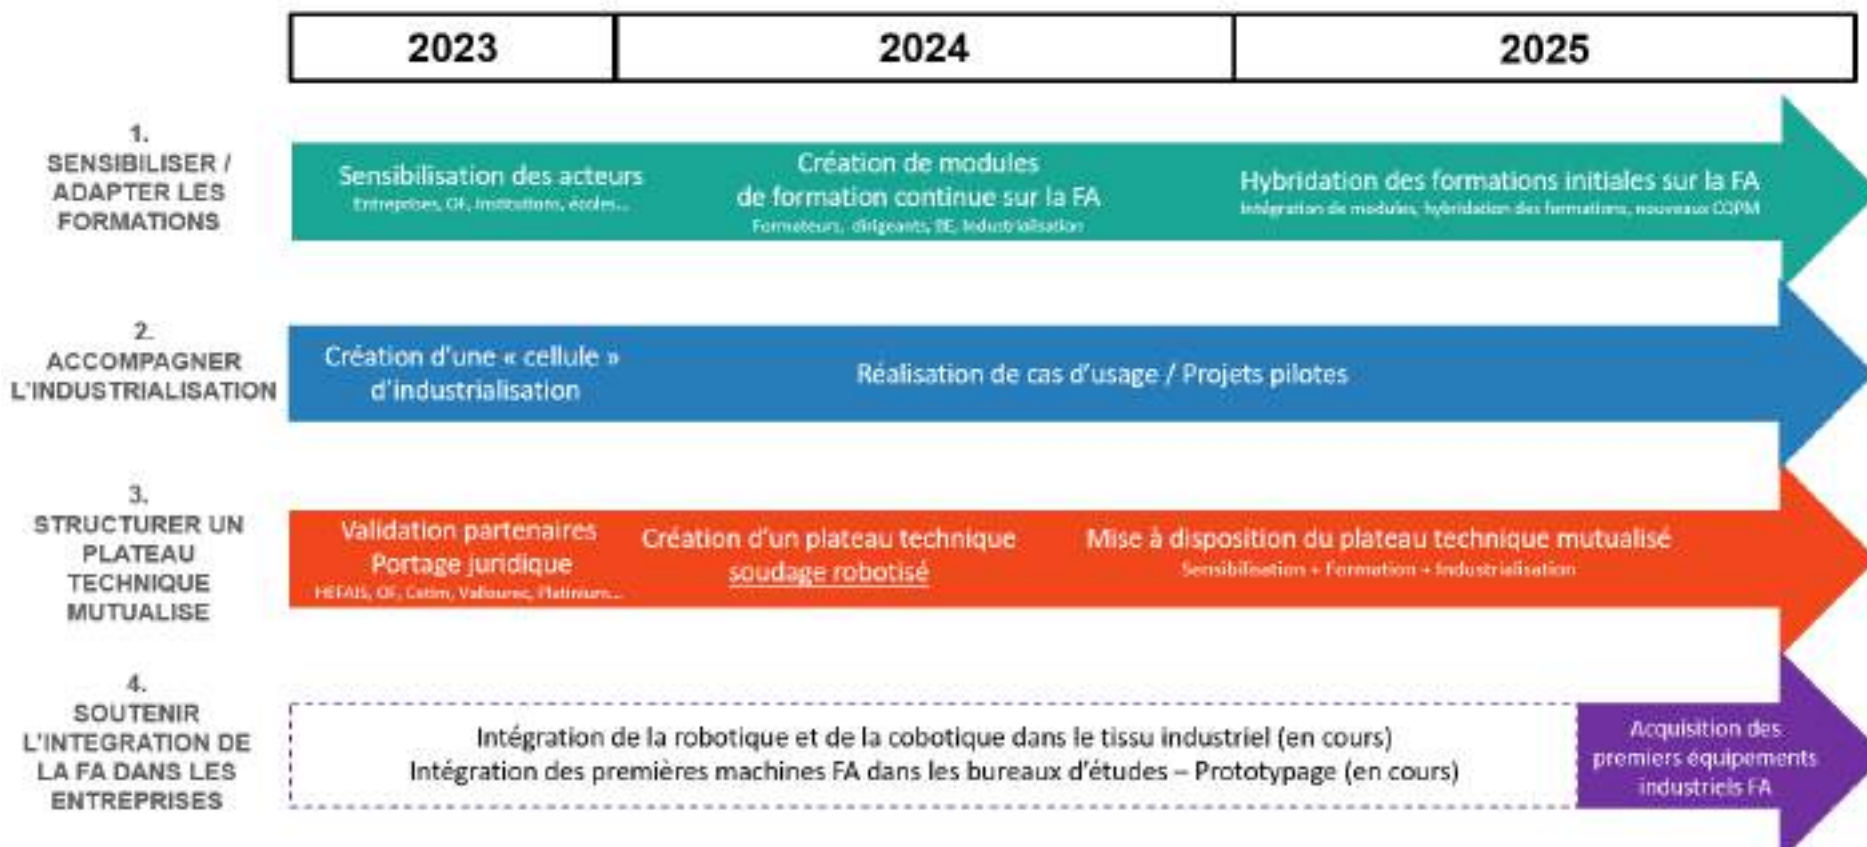 2023
2024
2025
1.
SENSIBILISER /
ADAPTER LES
FORMATIONS
Sensibilisation des acteurs
Entreprises, OF, Institutions, écoles...
Création de modules
de formation continue sur la FA
Formateurs, dirigeants, BE, Industrialisation
Hybridation des formations initiales sur la FA
Intégration de modules, hybridation des formations, nouveaux CQPM
2.
ACCOMPAGNER
L'INDUSTRIALISATION
Création d'une « cellule »
d'industrialisation
Réalisation de cas d'usage / Projets pilotes
3.
STRUCTURER UN
PLATEAU
TECHNIQUE
MUTUALISE
Validation partenaires
Portage juridique
HEFAIS, OF, Cetim, Vallourec, Platinium...
Création d'un plateau technique
soudage robotisé
Mise à disposition du plateau technique mutualisé
Sensibilisation + Formation + Industrialisation
4.
SOUTENIR
L'INTEGRATION DE
LA FA DANS LES
ENTREPRISES
Intégration de la robotique et de la cobotique dans le tissu industriel (en cours)
Intégration des premières machines FA dans les bureaux d'études – Prototypage (en cours)
Acquisition des
premiers équipements
industriels FA